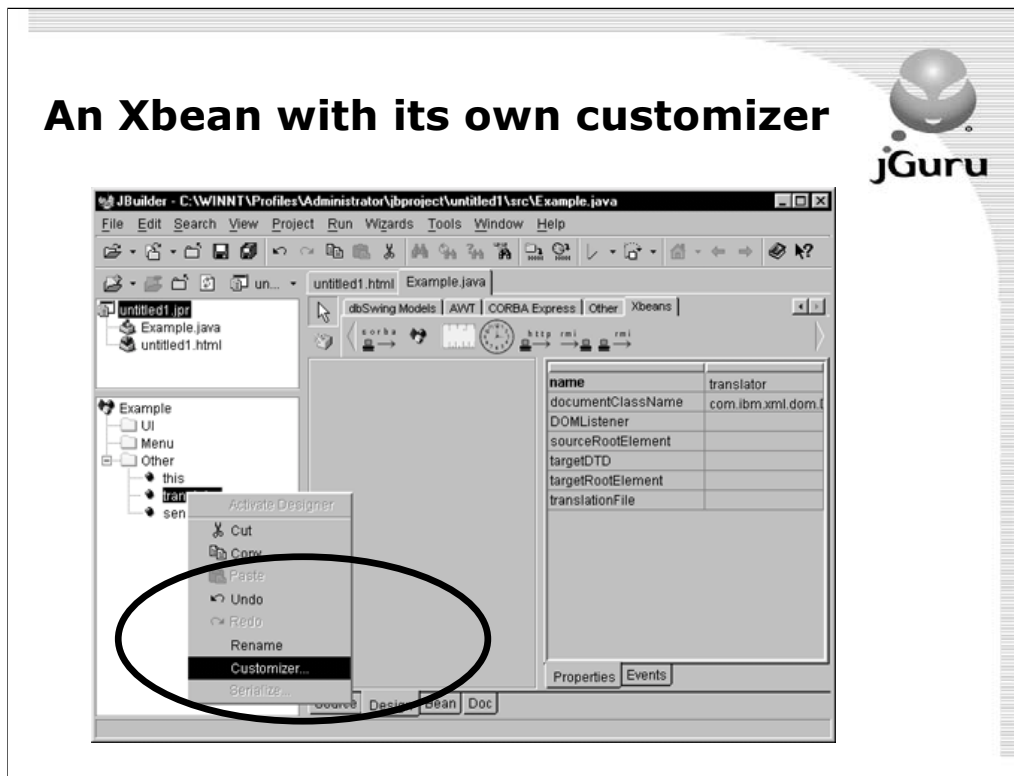 An Xbean with its own customizer
jGuru
JBuilder - C:\WINNT\Profiles\Administrator\jbproject\untitled1\src\Example.java
File Edit Search View Project Run Wizards Tools Window Help
un...
untitled1.html Example.java
untitled1.jpr
Example.java
untitled1.html
dbSwing Models AWT CORBA Express Other Xbeans
corba http rmi rmi
name translator
documentClassName com.ibm.xml.dom.
DOMListener
sourceRootElement
targetDTD
targetRootElement
translationFile
Example
UI
Menu
Other
this
tran
sen
Activate Designer
Cut
Copy
Paste
Undo
Redo
Rename
Customizer...
Serialize...
Properties Events
Source Design Bean Doc